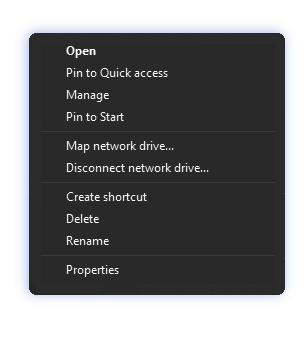 Open
Pin to Quick access
Manage
Pin to Start
Map network drive...
Disconnect network drive...
Create shortcut
Delete
Rename
Properties